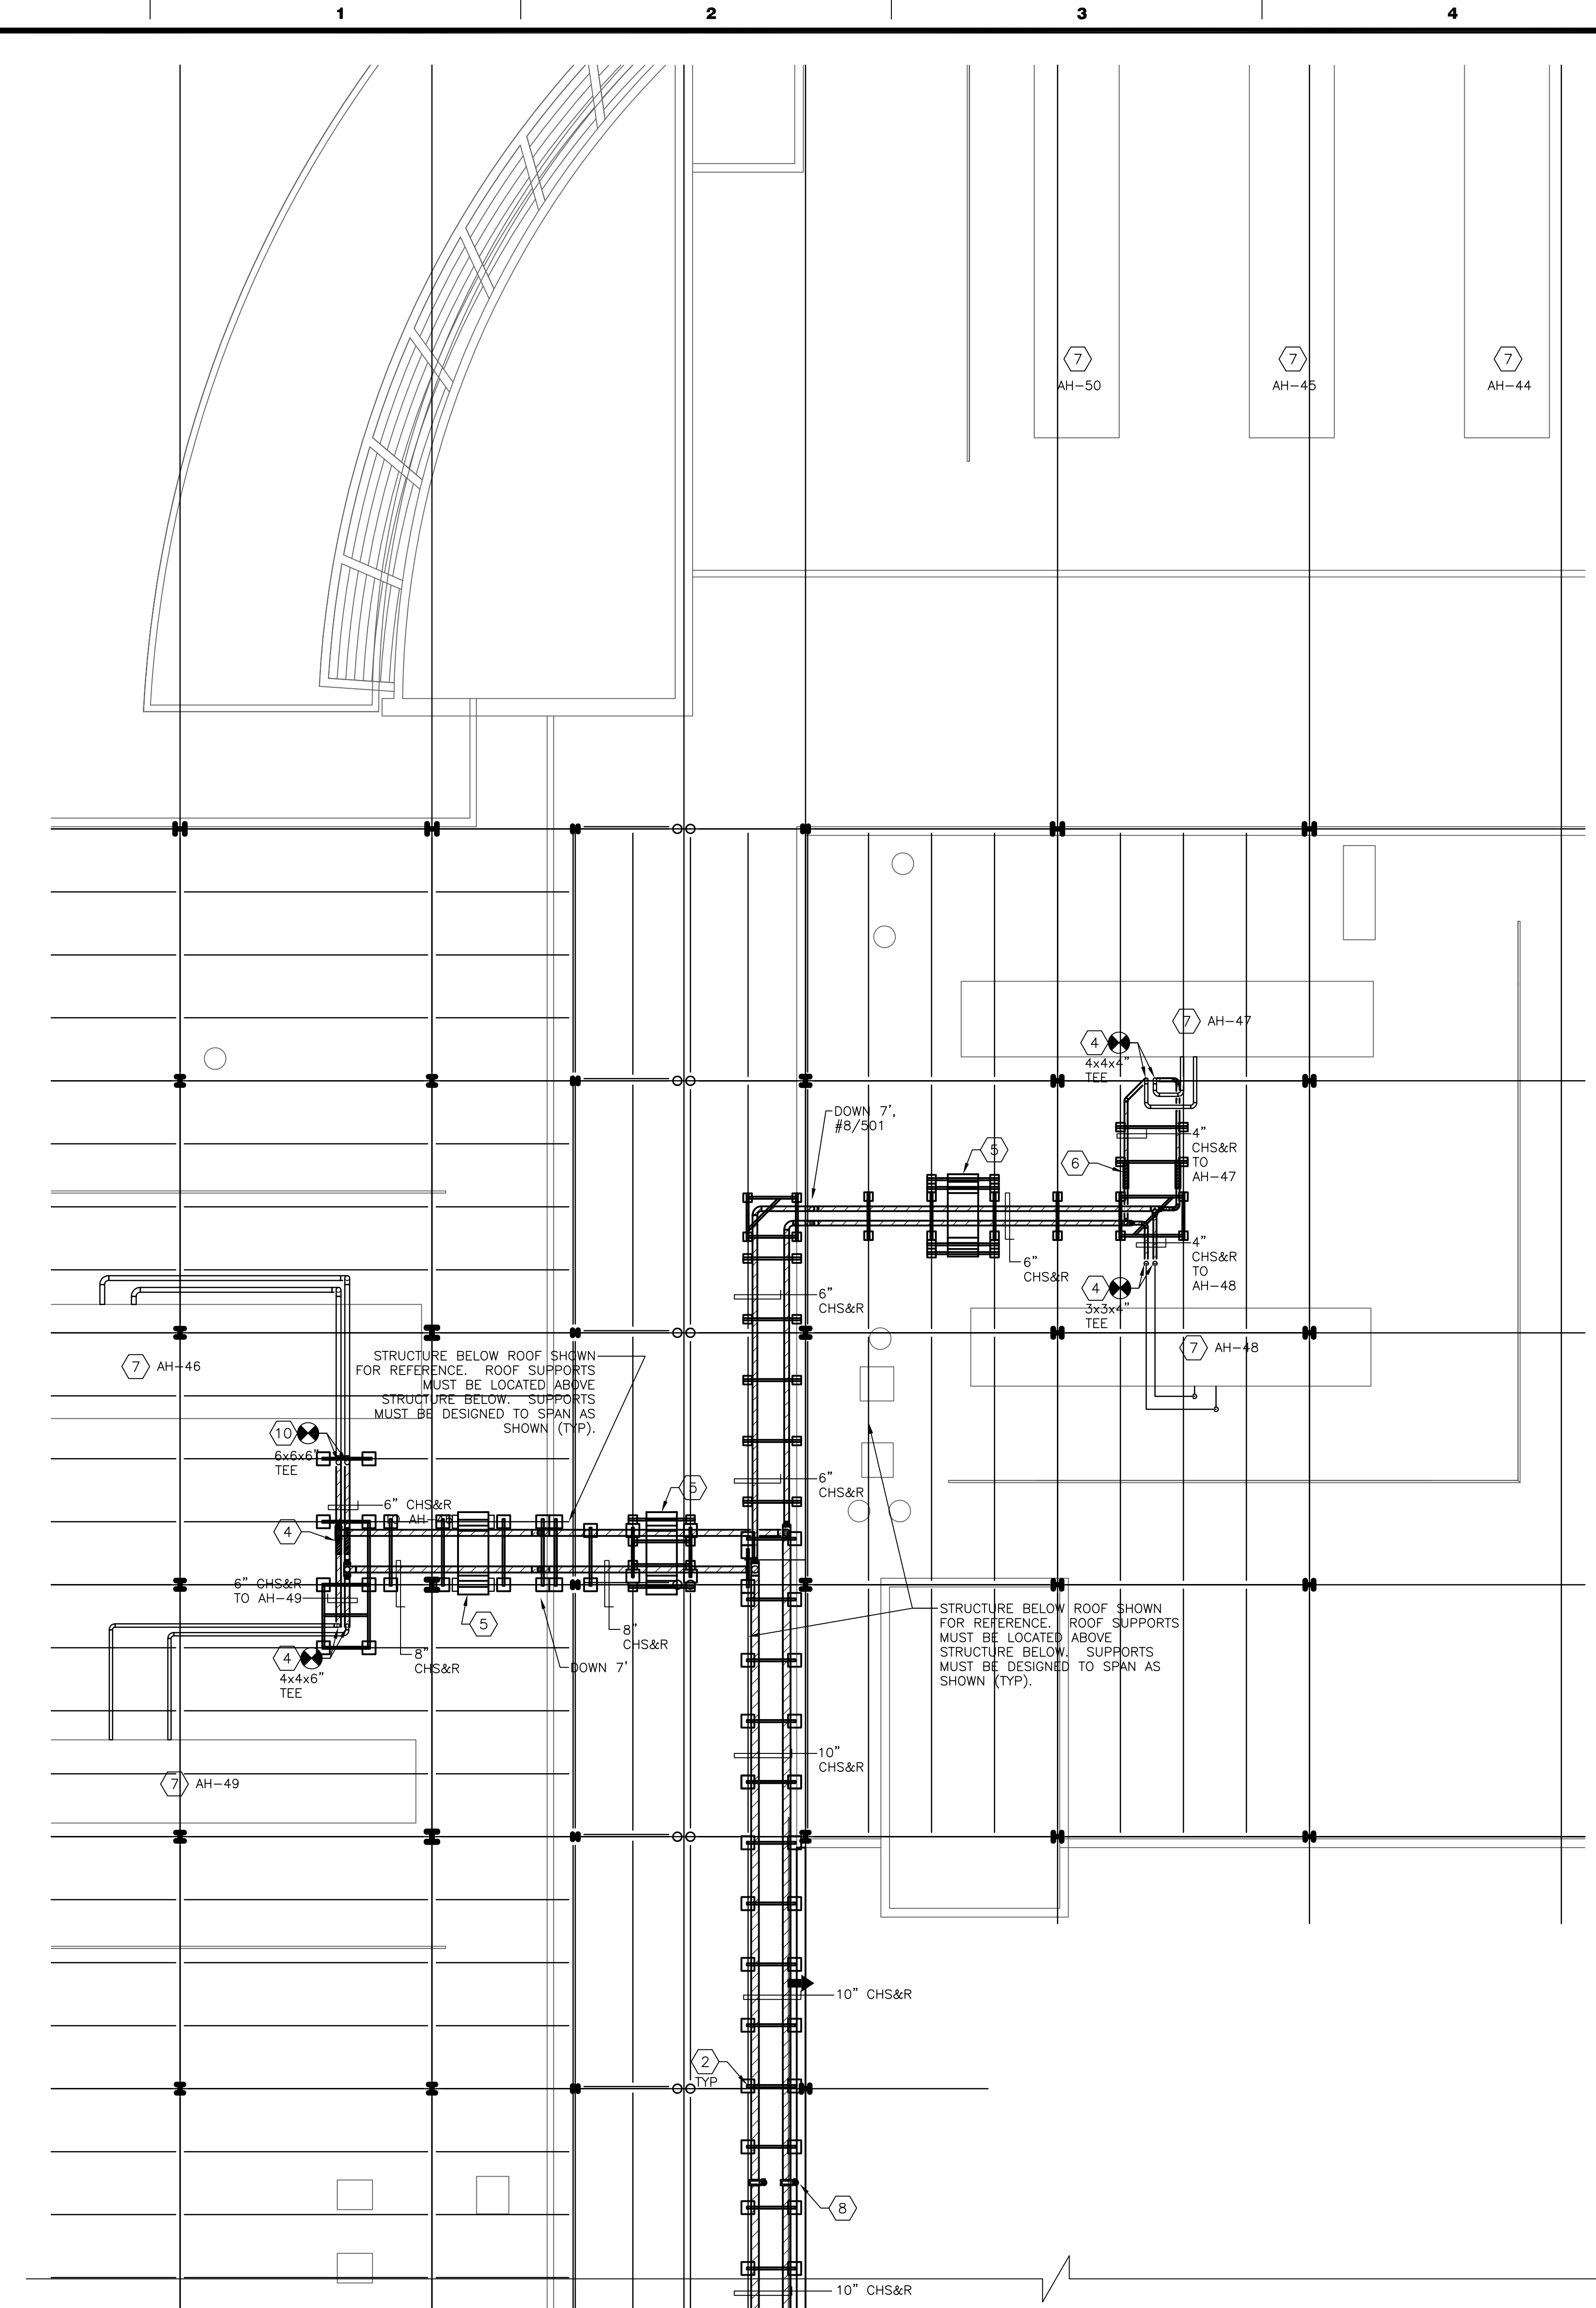 1
2
3
4
7
AH-50
7
AH-45
7
AH-44
7 AH-47
4
4x4x4"
TEE
DOWN 7',
#8/501
5
6
4"
CHS&R
TO
AH-47
6"
CHS&R
4"
CHS&R
TO
AH-48
4
3x3x4"
TEE
6"
CHS&R
7 AH-48
7 AH-46
STRUCTURE BELOW ROOF SHOWN
FOR REFERENCE. ROOF SUPPORTS
MUST BE LOCATED ABOVE
STRUCTURE BELOW. SUPPORTS
MUST BE DESIGNED TO SPAN AS
SHOWN (TYP).
10
6x6x6"
TEE
6"
CHS&R
5
6" CHS&R
4
6" CHS&R
TO AH-49
5
8"
CHS&R
8"
CHS&R
DOWN 7'
4
4x4x6"
TEE
STRUCTURE BELOW ROOF SHOWN
FOR REFERENCE. ROOF SUPPORTS
MUST BE LOCATED ABOVE
STRUCTURE BELOW. SUPPORTS
MUST BE DESIGNED TO SPAN AS
SHOWN (TYP).
10"
CHS&R
7 AH-49
10" CHS&R
2
TYP
8
10" CHS&R